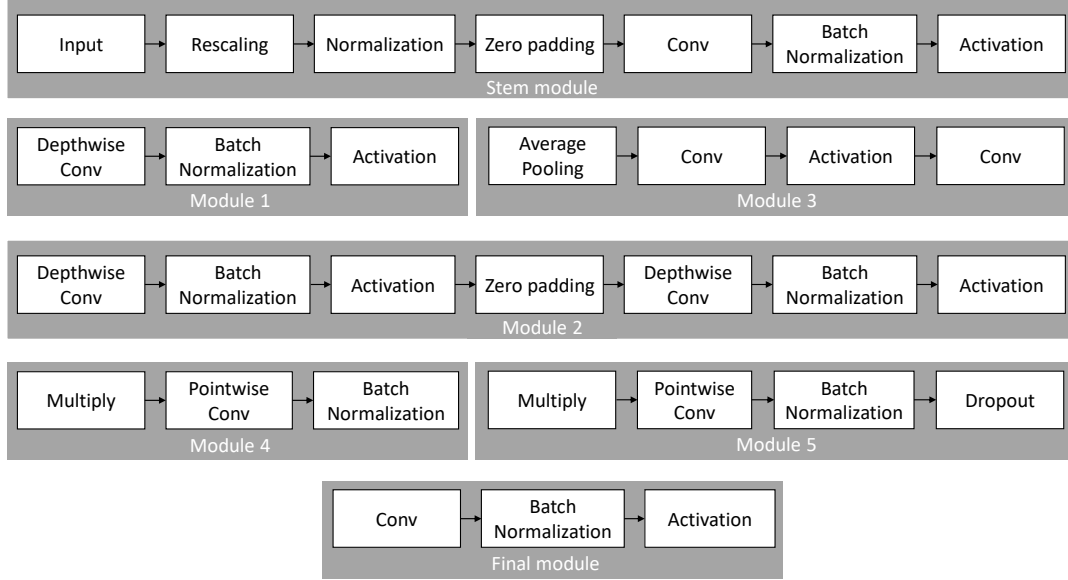 Input
Rescaling
Normalization
Zero padding
Conv
Batch
Normalization
Activation
Stem module
Depthwise
Conv
Batch
Normalization
Activation
Module 1
Average
Pooling
Conv
Activation
Conv
Module 3
Depthwise
Conv
Batch
Normalization
Activation
Zero padding
Depthwise
Conv
Batch
Normalization
Activation
Module 2
Multiply
Pointwise
Conv
Batch
Normalization
Module 4
Multiply
Pointwise
Conv
Batch
Normalization
Dropout
Module 5
Conv
Batch
Normalization
Activation
Final module